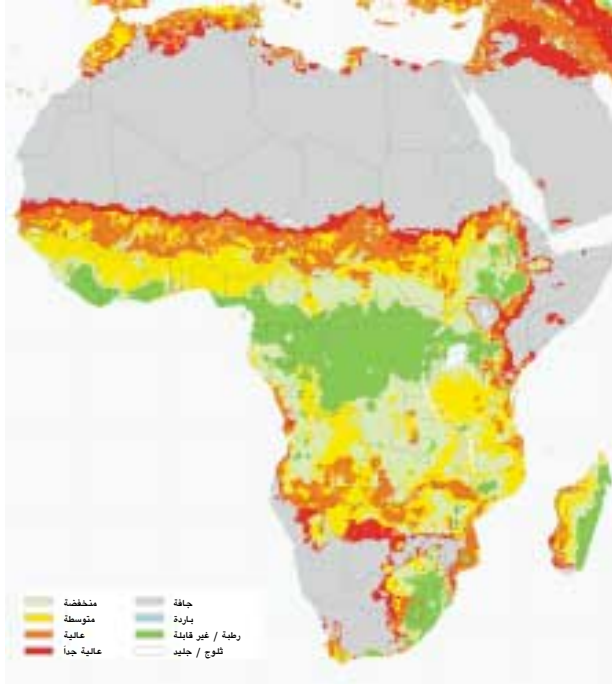 جافة
باردة
رطبة / غير قابلة
ثلوج / جليد
منخفضة
متوسطة
عالية
عالية جداً